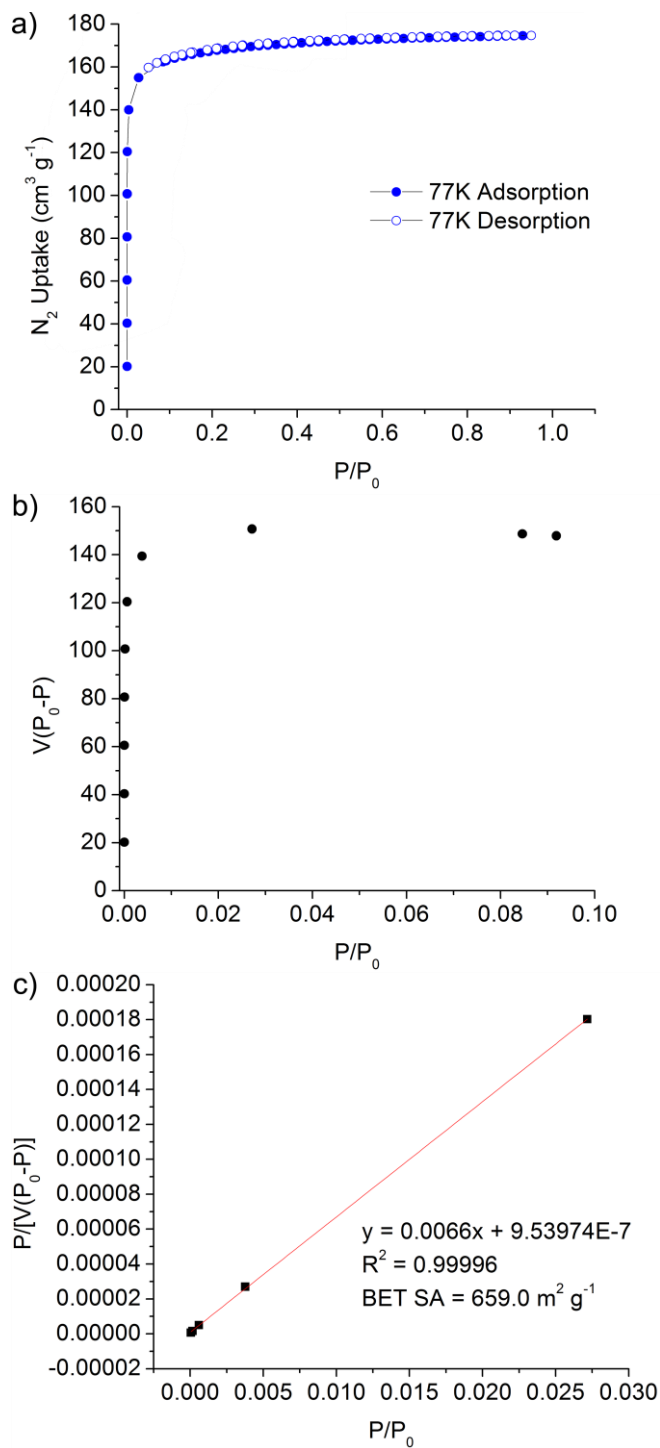 a)
180
160
140
120
100
80
60
40
20
0
N₂ Uptake (cm³ g⁻¹)
77K Adsorption
77K Desorption
0.0 0.2 0.4 0.6 0.8 1.0
P/P₀
b)
160
140
120
100
80
60
40
20
0
V(P₀-P)
0.00 0.02 0.04 0.06 0.08 0.10
P/P₀
c)
0.00020
0.00018
0.00016
0.00014
0.00012
0.00010
0.00008
0.00006
0.00004
0.00002
0.00000
-0.00002
P/[V(P₀-P)]
y = 0.0066x + 9.53974E-7
R² = 0.99996
BET SA = 659.0 m² g⁻¹
0.000 0.005 0.010 0.015 0.020 0.025 0.030
P/P₀